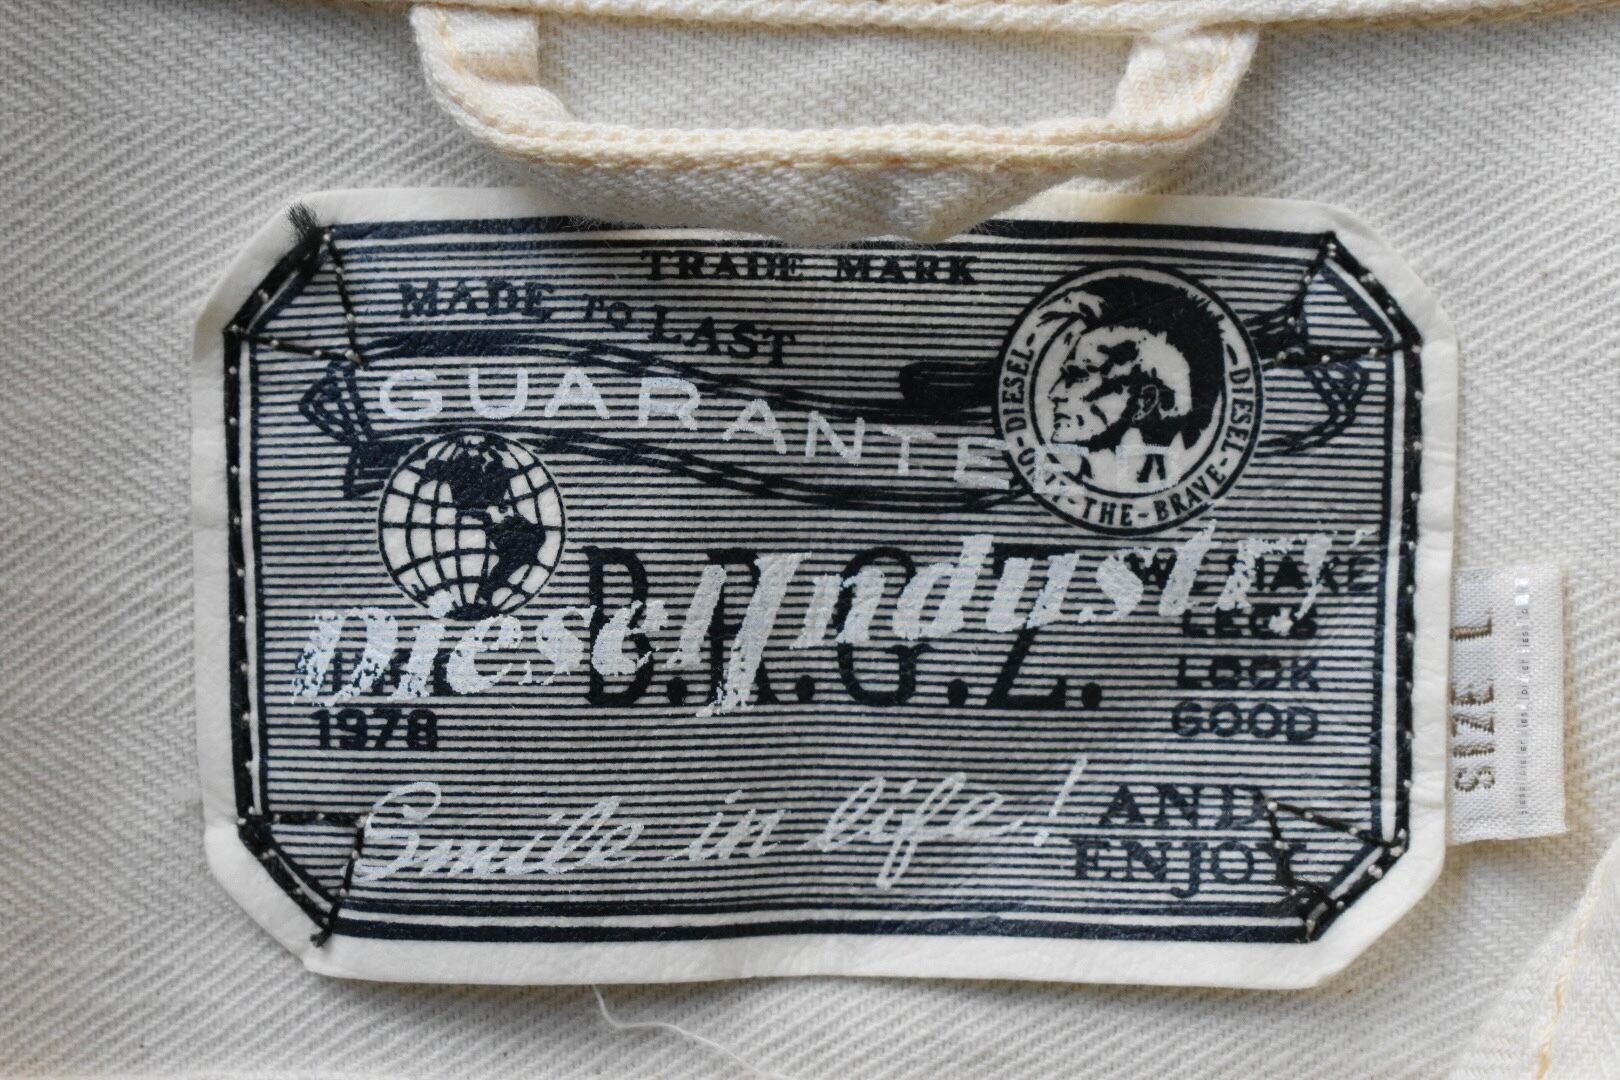 TRADE MARK
MADE TO LAST
GUARANTEED
-DIESEL-
ONLY-THE-BRAVE-
DIESEL
Diesel Industry
WE MAKE
LEGS
LOOK
GOOD
1978
Smile in life!
AND
ENJOY
SIZE L